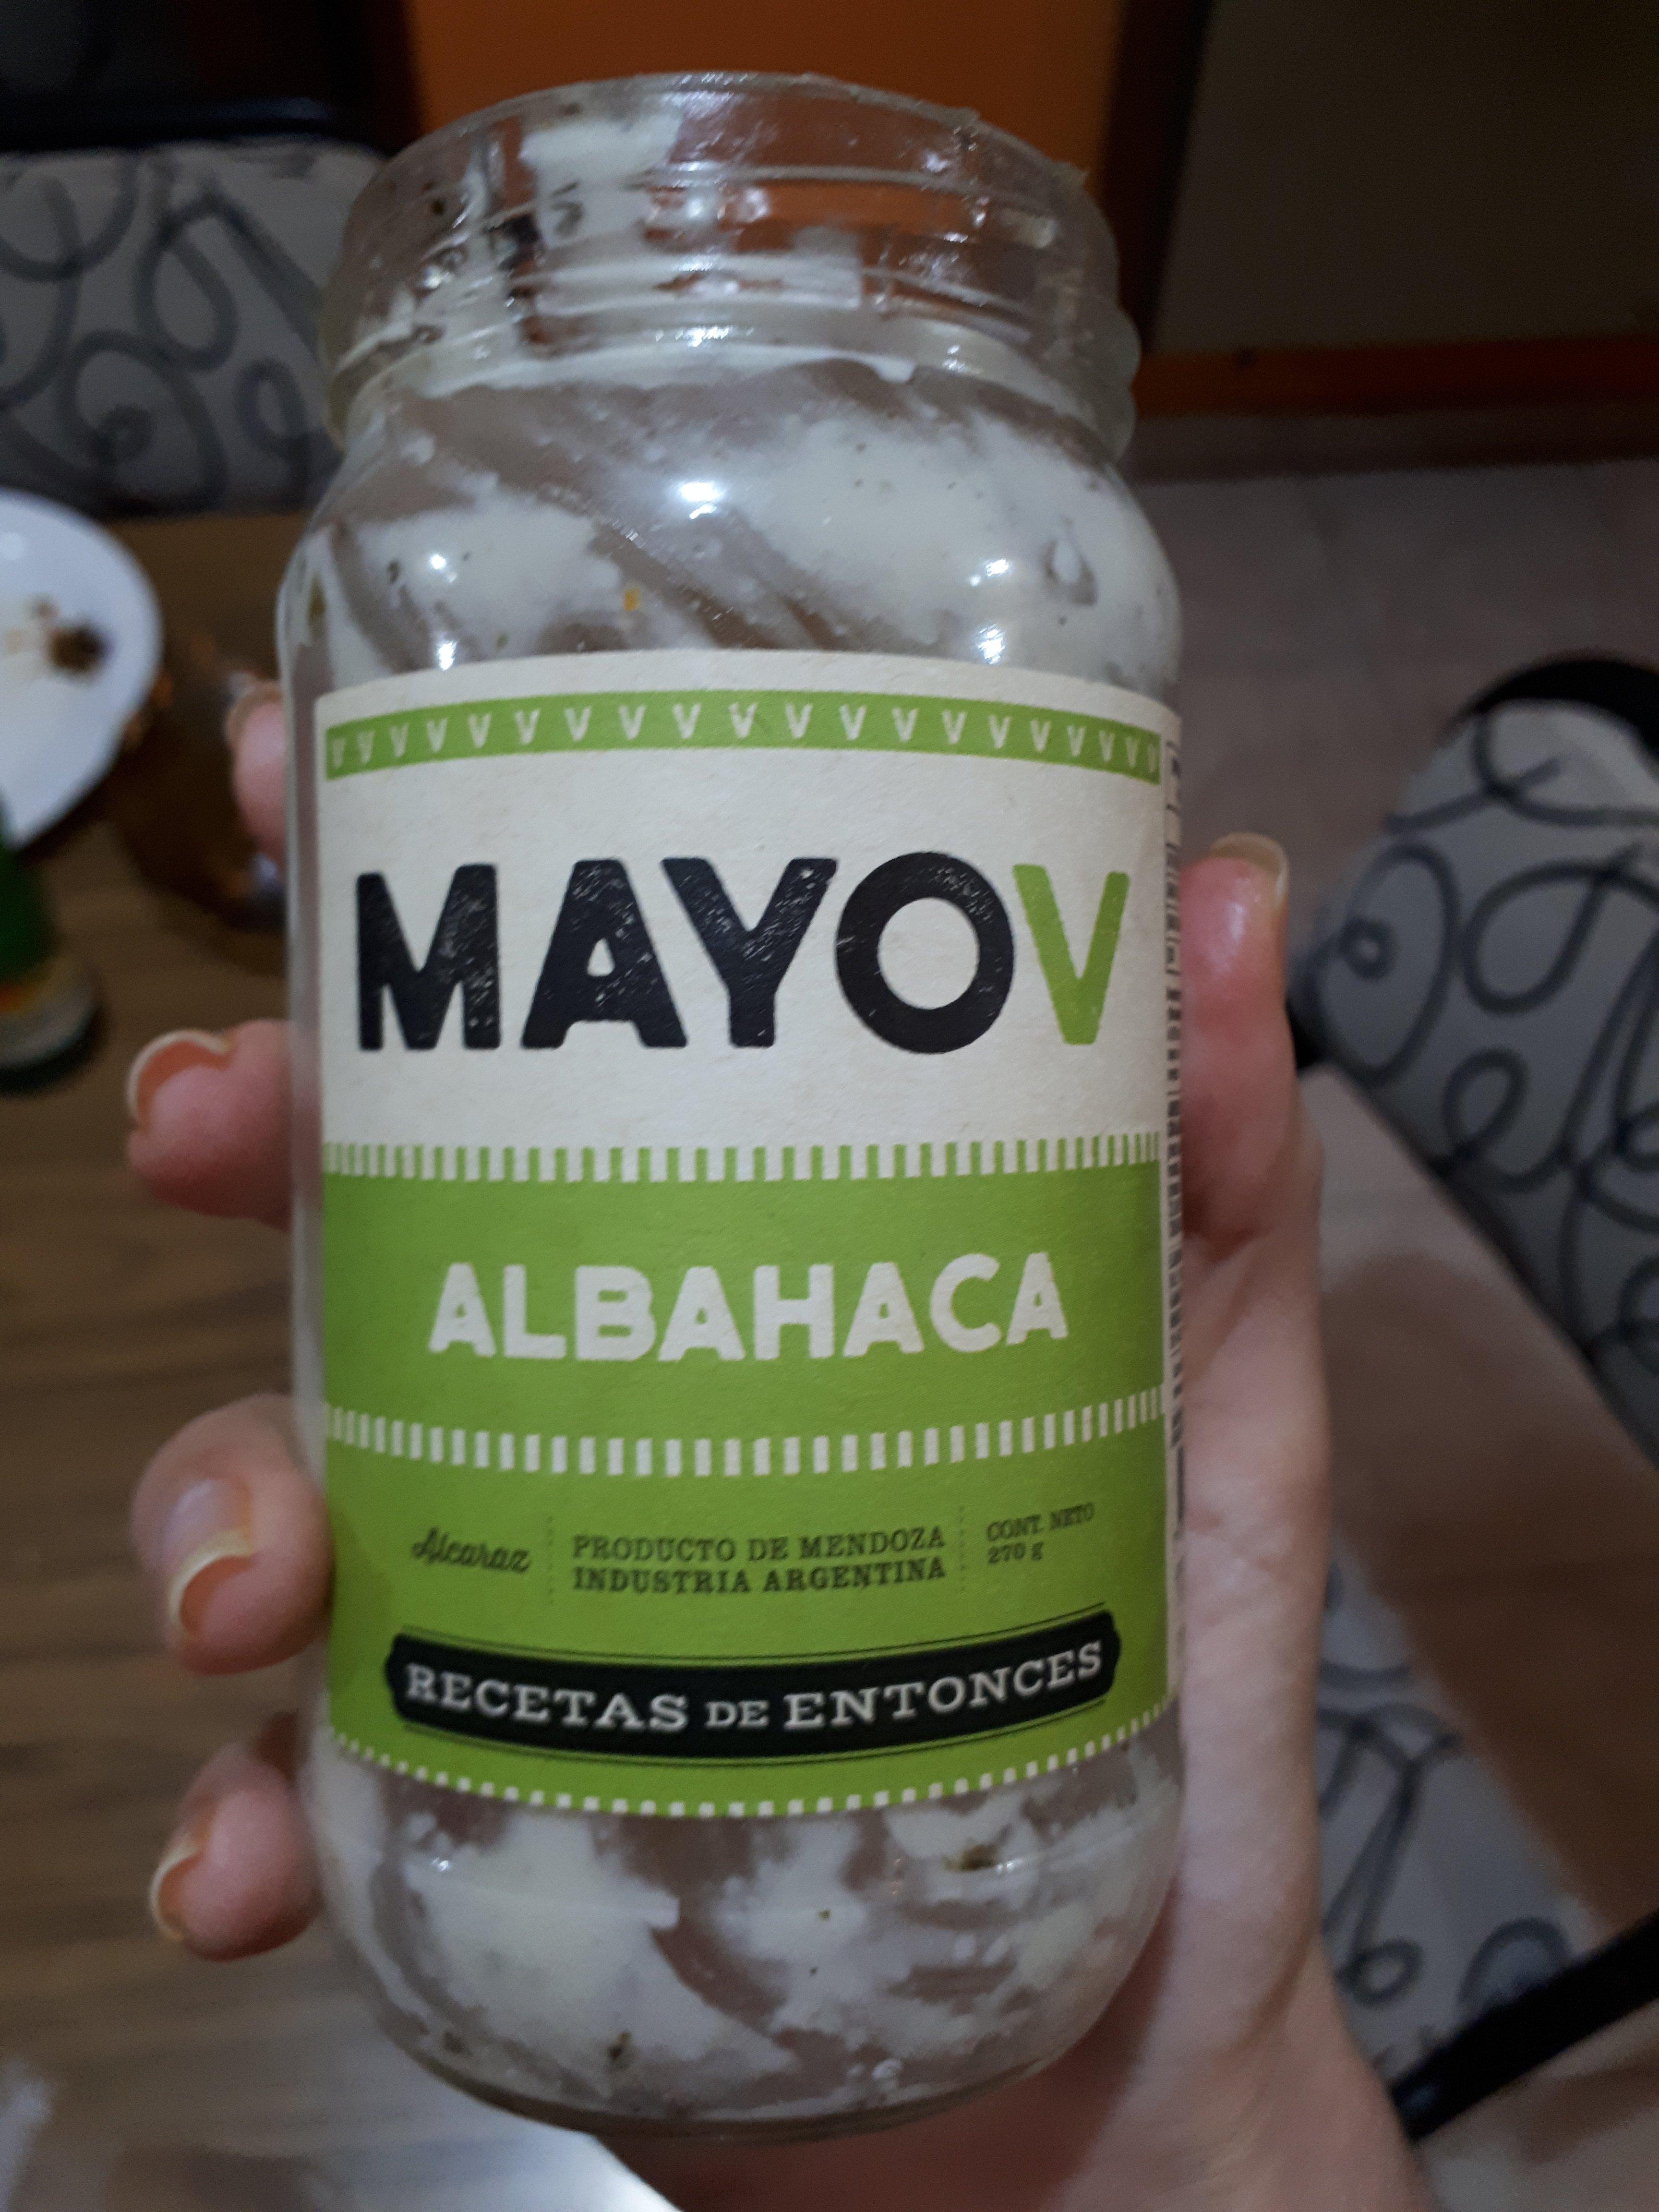 MAYOV
ALBAHACA
Alcaraz
PRODUCTO DE MENDOZA
INDUSTRIA ARGENTINA
CONT. NETO
270 g
RECETAS DE ENTONCES